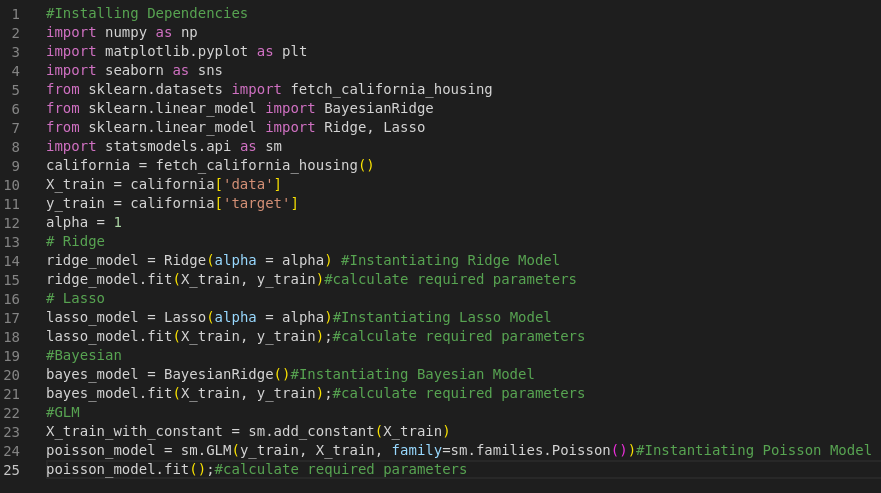 1 #Installing Dependencies
2 import numpy as np
3 import matplotlib.pyplot as plt
4 import seaborn as sns
5 from sklearn.datasets import fetch_california_housing
6 from sklearn.linear_model import BayesianRidge
7 from sklearn.linear_model import Ridge, Lasso
8 import statsmodels.api as sm
9 california = fetch_california_housing()
10 X_train = california['data']
11 y_train = california['target']
12 alpha = 1
13 # Ridge
14 ridge_model = Ridge(alpha = alpha) #Instantiating Ridge Model
15 ridge_model.fit(X_train, y_train)#calculate required parameters
16 # Lasso
17 lasso_model = Lasso(alpha = alpha)#Instantiating Lasso Model
18 lasso_model.fit(X_train, y_train);#calculate required parameters
19 #Bayesian
20 bayes_model = BayesianRidge()#Instantiating Bayesian Model
21 bayes_model.fit(X_train, y_train);#calculate required parameters
22 #GLM
23 X_train_with_constant = sm.add_constant(X_train)
24 poisson_model = sm.GLM(y_train, X_train, family=sm.families.Poisson())#Instantiating Poisson Model
25 poisson_model.fit();#calculate required parameters